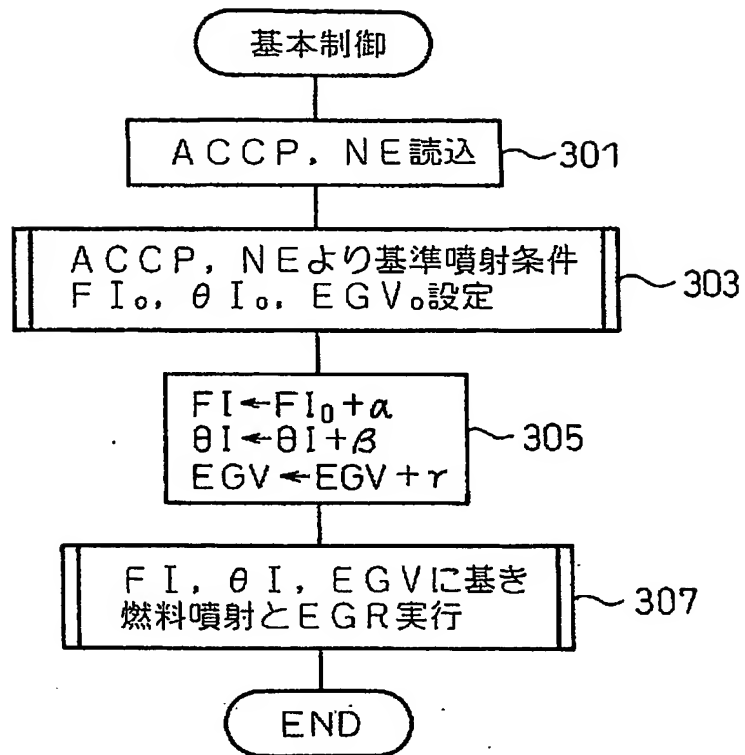 基本制御
ACCP, NE読込
301
ACCP, NEより基準噴射条件
FI₀, θI₀, EGV₀設定
303
FI←FI₀+α
θI←θI+β
EGV←EGV+γ
305
FI, θI, EGVに基き
燃料噴射とEGR実行
307
END